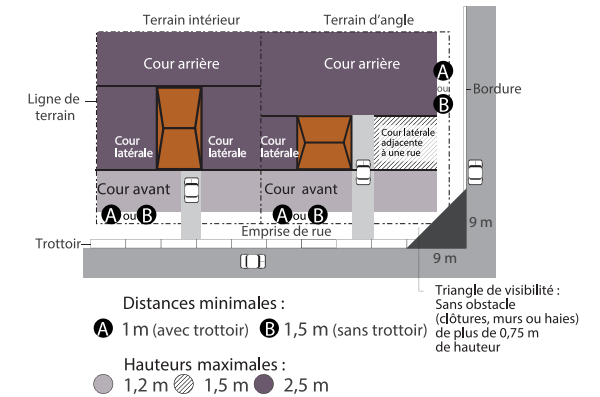 Terrain intérieur
Terrain d'angle
Cour arrière
Cour arrière
A
ou
B
Bordure
Ligne de
terrain
Cour
latérale
Cour
latérale
Cour
latérale
Cour latérale
adjacente
à une rue
Cour avant
Cour avant
A ou B
A ou B
Emprise de rue
9 m
Trottoir
9 m
Triangle de visibilité :
Sans obstacle
(clôtures, murs ou haies)
de plus de 0,75 m
de hauteur
Distances minimales :
A 1 m (avec trottoir) B 1,5 m (sans trottoir)
Hauteurs maximales :
1,2 m 1,5 m 2,5 m